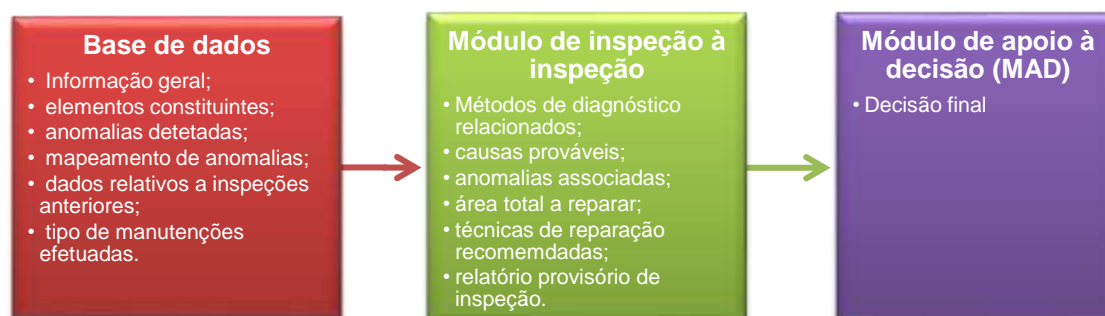 Base de dados
• Informação geral;
• elementos constituintes;
• anomalias detetadas;
• mapeamento de anomalias;
• dados relativos a inspeções
anteriores;
• tipo de manutenções
efetuadas.
Módulo de inspeção à
inspeção
• Métodos de diagnóstico
relacionados;
• causas prováveis;
• anomalias associadas;
• área total a reparar;
• técnicas de reparação
recomemdadas;
• relatório provisório de
inspeção.
Módulo de apoio à
decisão (MAD)
• Decisão final